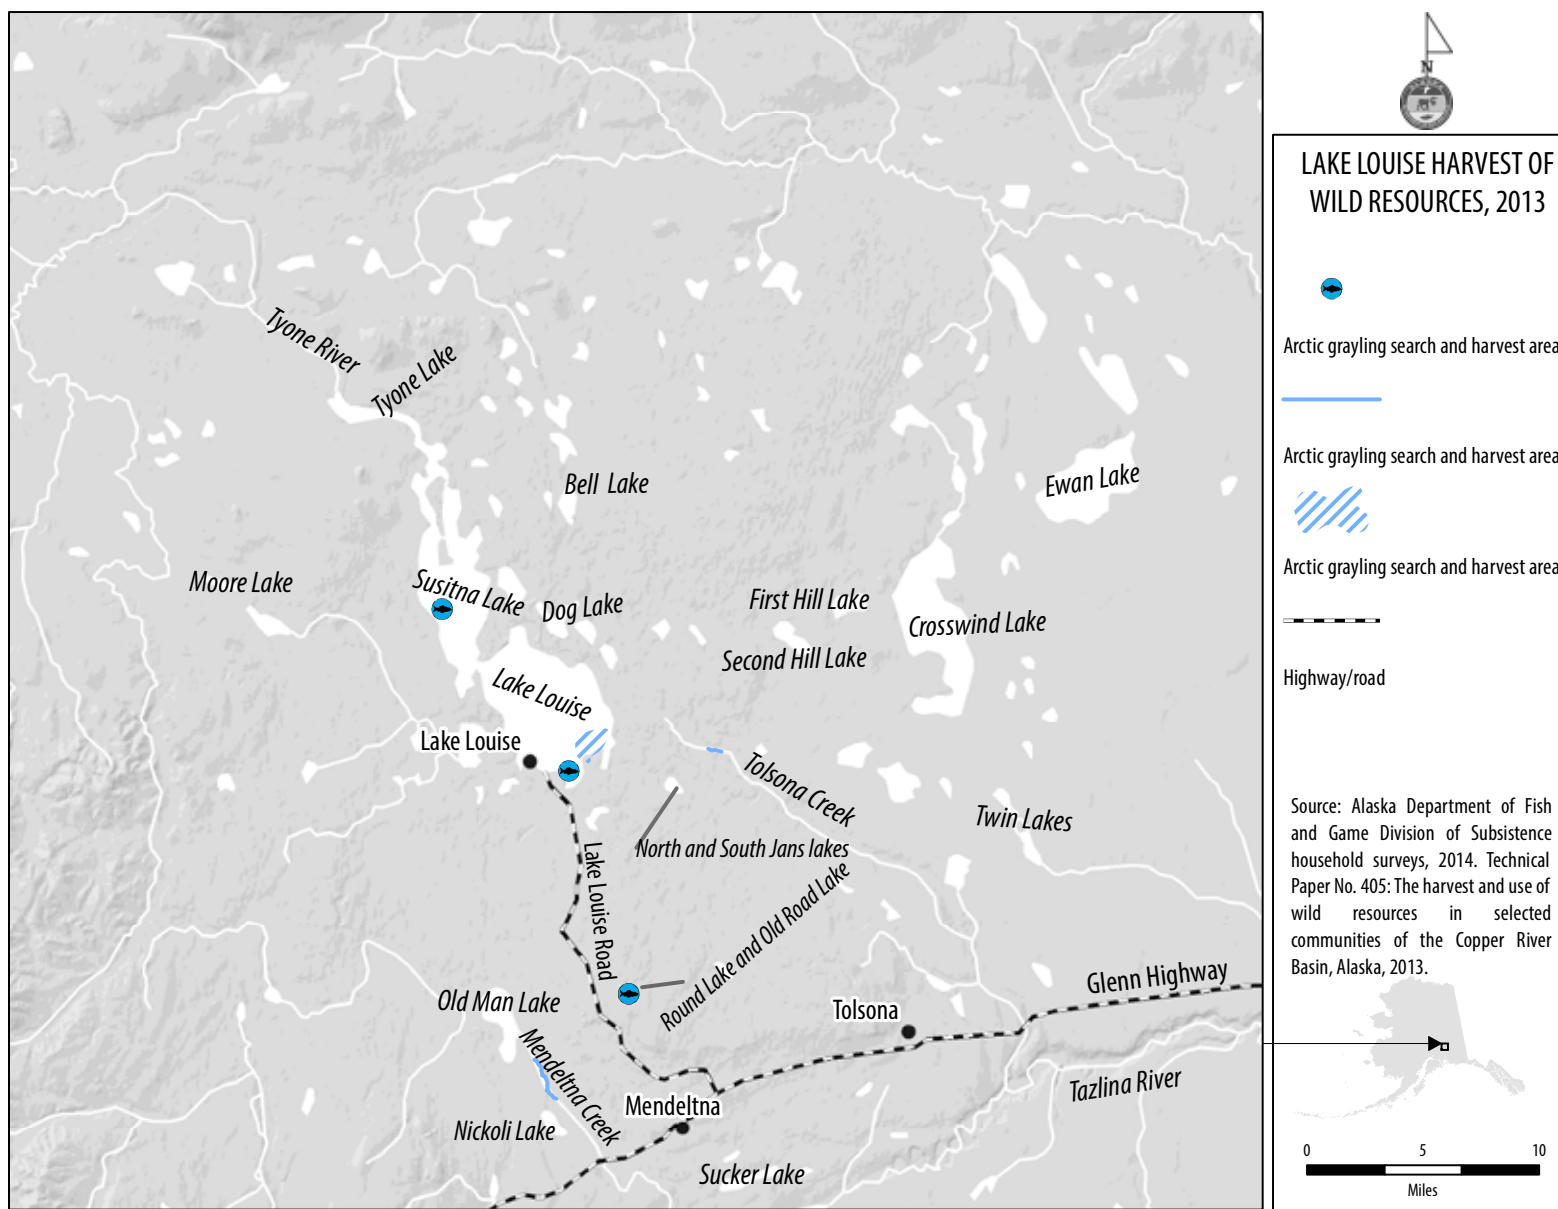 N
LAKE LOUISE HARVEST OF
WILD RESOURCES, 2013
Arctic grayling search and harvest area
Arctic grayling search and harvest area
Arctic grayling search and harvest area
Highway/road
Source: Alaska Department of Fish
and Game Division of Subsistence
household surveys, 2014. Technical
Paper No. 405: The harvest and use of
wild resources in selected
communities of the Copper River
Basin, Alaska, 2013.
0 5 10
Miles
Tyone River
Tyone Lake
Bell Lake
Ewan Lake
Moore Lake
Susitna Lake
Dog Lake
First Hill Lake
Crosswind Lake
Second Hill Lake
Lake Louise
Lake Louise
Tolsona Creek
Twin Lakes
North and South Jans lakes
Lake Louise Road
Round Lake and Old Road Lake
Old Man Lake
Glenn Highway
Tolsona
Mendeltna Creek
Tazlina River
Mendeltna
Nickoli Lake
Sucker Lake